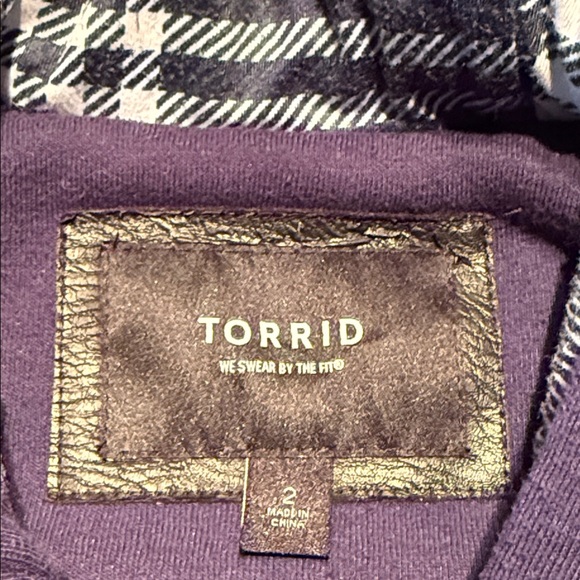 TORRID
WE SWEAR BY THE FIT®
2
MADE IN
CHINA